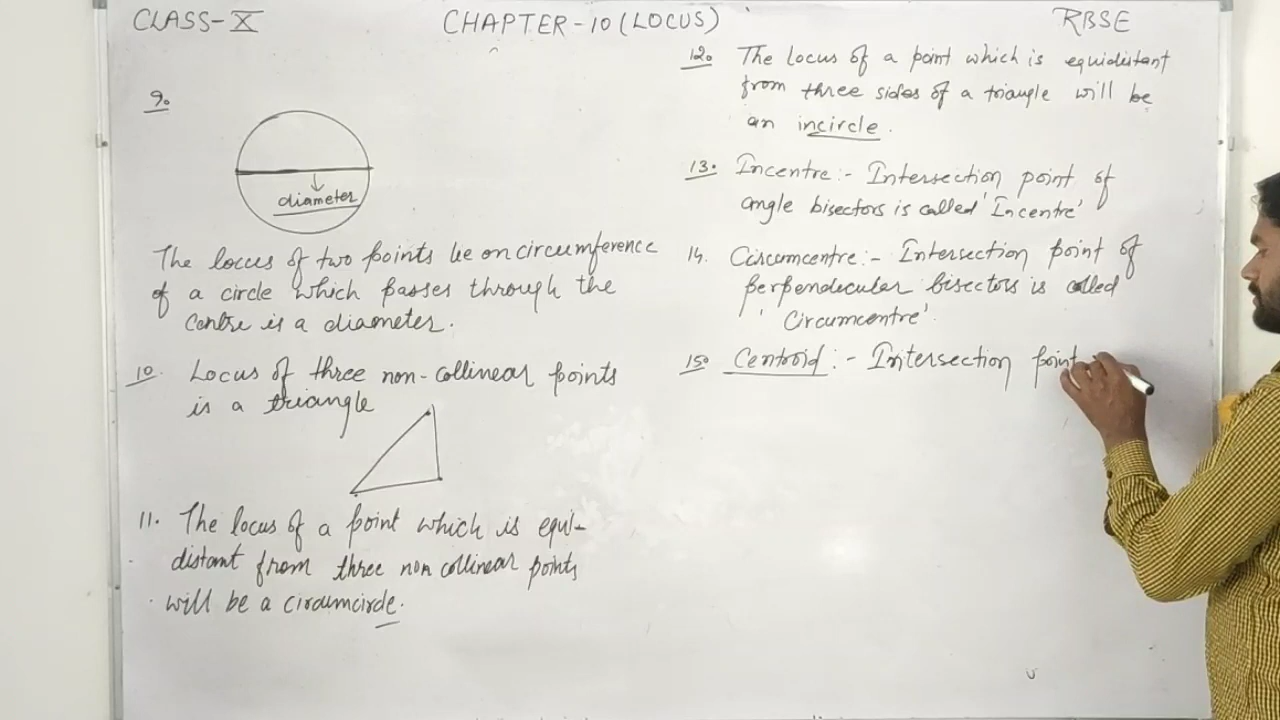 CLASS-X CHAPTER-10 (LOCUS) RBSE
9.
diameter
The locus of two points lie on circumference
of a circle which passes through the
centre is a diameter.
10. Locus of three non-collinear points
is a triangle
11. The locus of a point which is equi-
distant from three non collinear points
will be a circumcircle.
12. The locus of a point which is equidistant
from three sides of a triangle will be
an incircle.
13. Incentre:- Intersection point of
angle bisectors is called 'Incentre'
14. Circumcentre:- Intersection point of
perpendecular bisectors is called
'Circumcentre'.
15. Centroid:- Intersection point